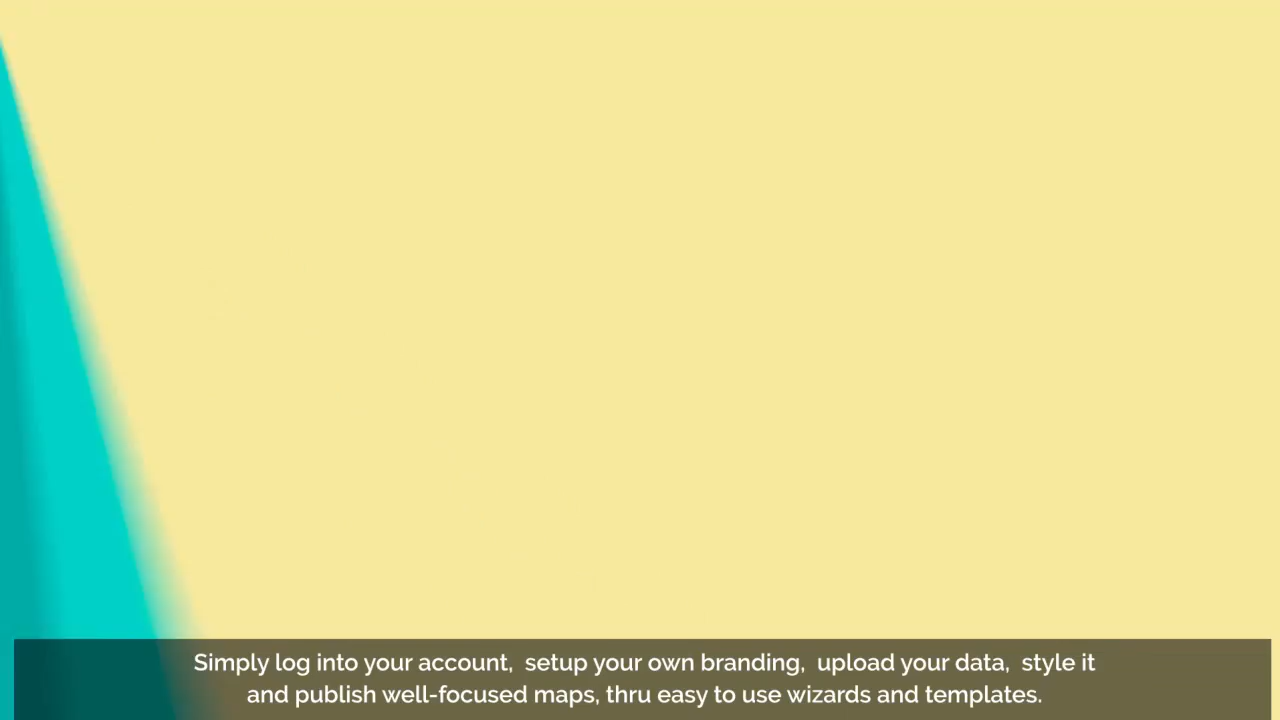 Simply log into your account,  setup your own branding,  upload your data,  style it
and publish well-focused maps, thru easy to use wizards and templates.